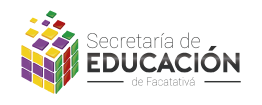 Secretaría de
EDUCACIÓN
de Facatativá